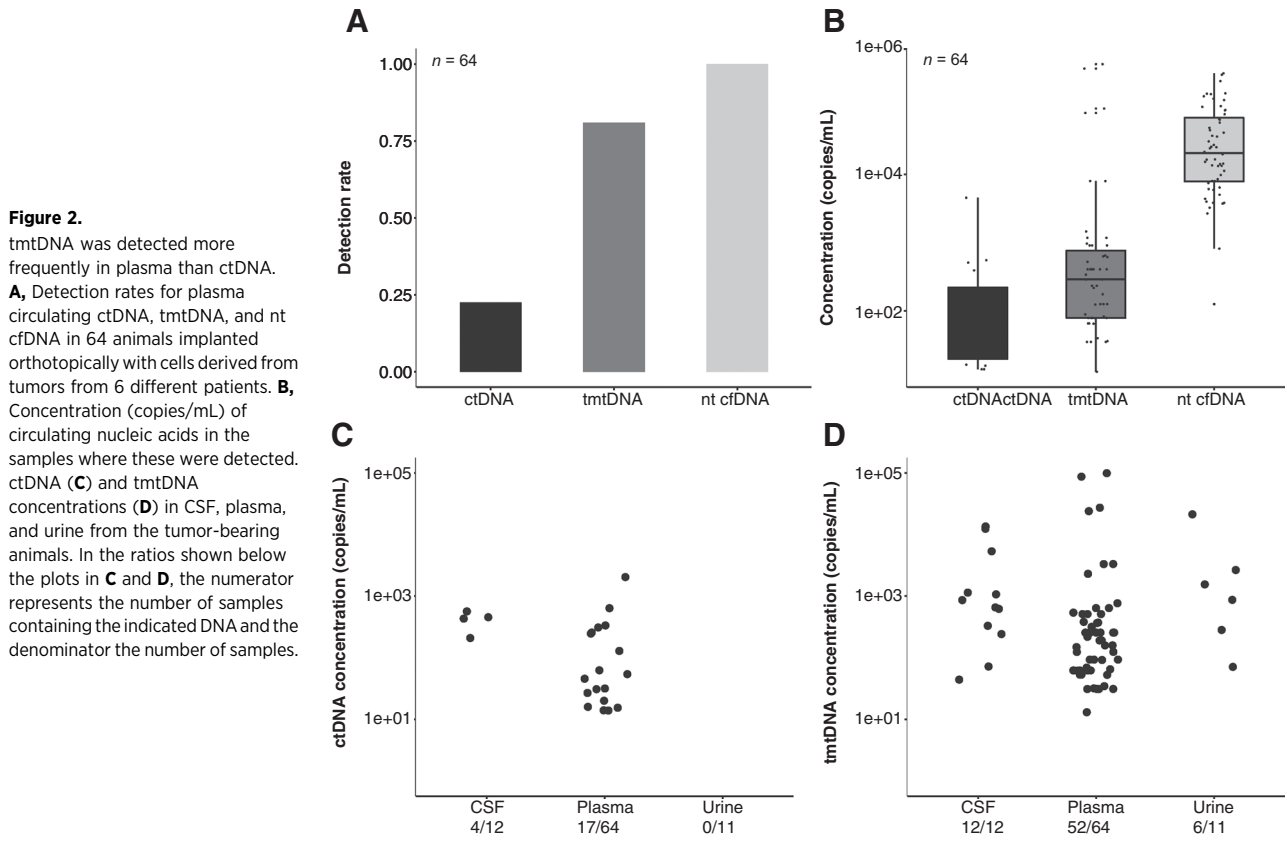 Figure 2.
tmtDNA was detected more
frequently in plasma than ctDNA.
A, Detection rates for plasma
circulating ctDNA, tmtDNA, and nt
cfDNA in 64 animals implanted
orthotopically with cells derived from
tumors from 6 different patients. B,
Concentration (copies/mL) of
circulating nucleic acids in the
samples where these were detected.
ctDNA (C) and tmtDNA
concentrations (D) in CSF, plasma,
and urine from the tumor-bearing
animals. In the ratios shown below
the plots in C and D, the numerator
represents the number of samples
containing the indicated DNA and the
denominator the number of samples.
A
n = 64
Detection rate
1.00
0.75
0.50
0.25
0.00
ctDNA tmtDNA nt cfDNA
B
n = 64
Concentration (copies/mL)
1e+06
1e+04
1e+02
ctDNActDNA tmtDNA nt cfDNA
C
ctDNA concentration (copies/mL)
1e+05
1e+03
1e+01
CSF Plasma Urine
4/12 17/64 0/11
D
tmtDNA concentration (copies/mL)
1e+05
1e+03
1e+01
CSF Plasma Urine
12/12 52/64 6/11